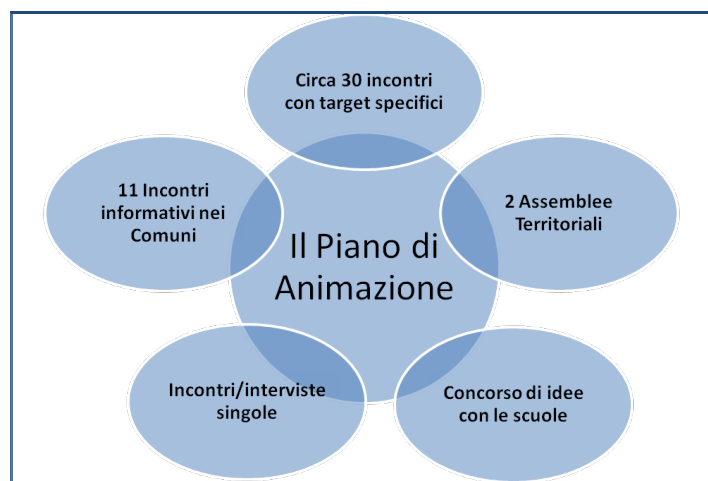 Circa 30 incontri
con target specifici
11 Incontri
informativi nei
Comuni
2 Assemblee
Territoriali
Il Piano di
Animazione
Incontri/interviste
singole
Concorso di idee
con le scuole